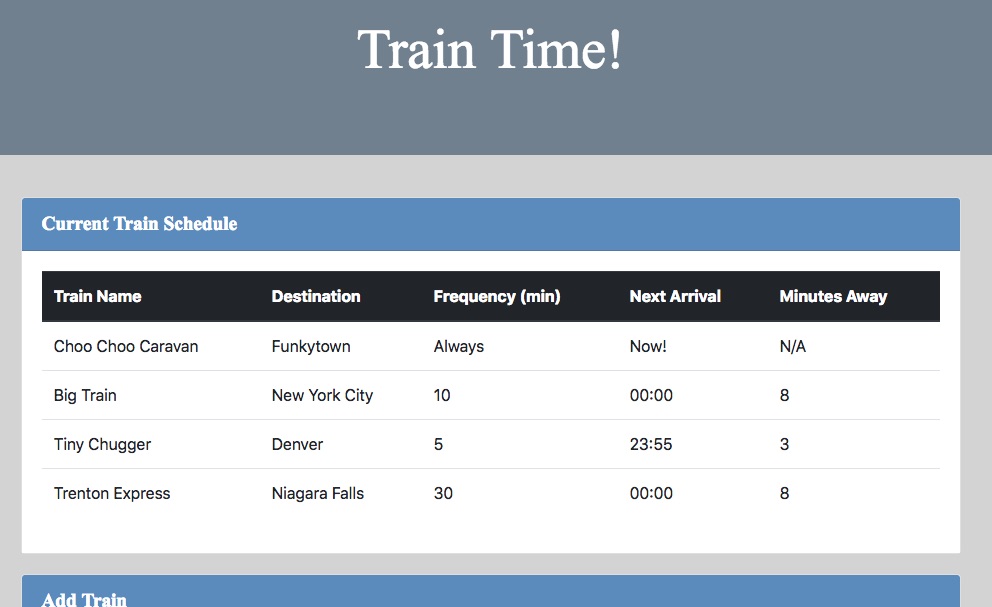 Train Time!
Current Train Schedule
Train Name Destination Frequency (min) Next Arrival Minutes Away
Choo Choo Caravan Funkytown Always Now! N/A
Big Train New York City 10 00:00 8
Tiny Chugger Denver 5 23:55 3
Trenton Express Niagara Falls 30 00:00 8
Add Train